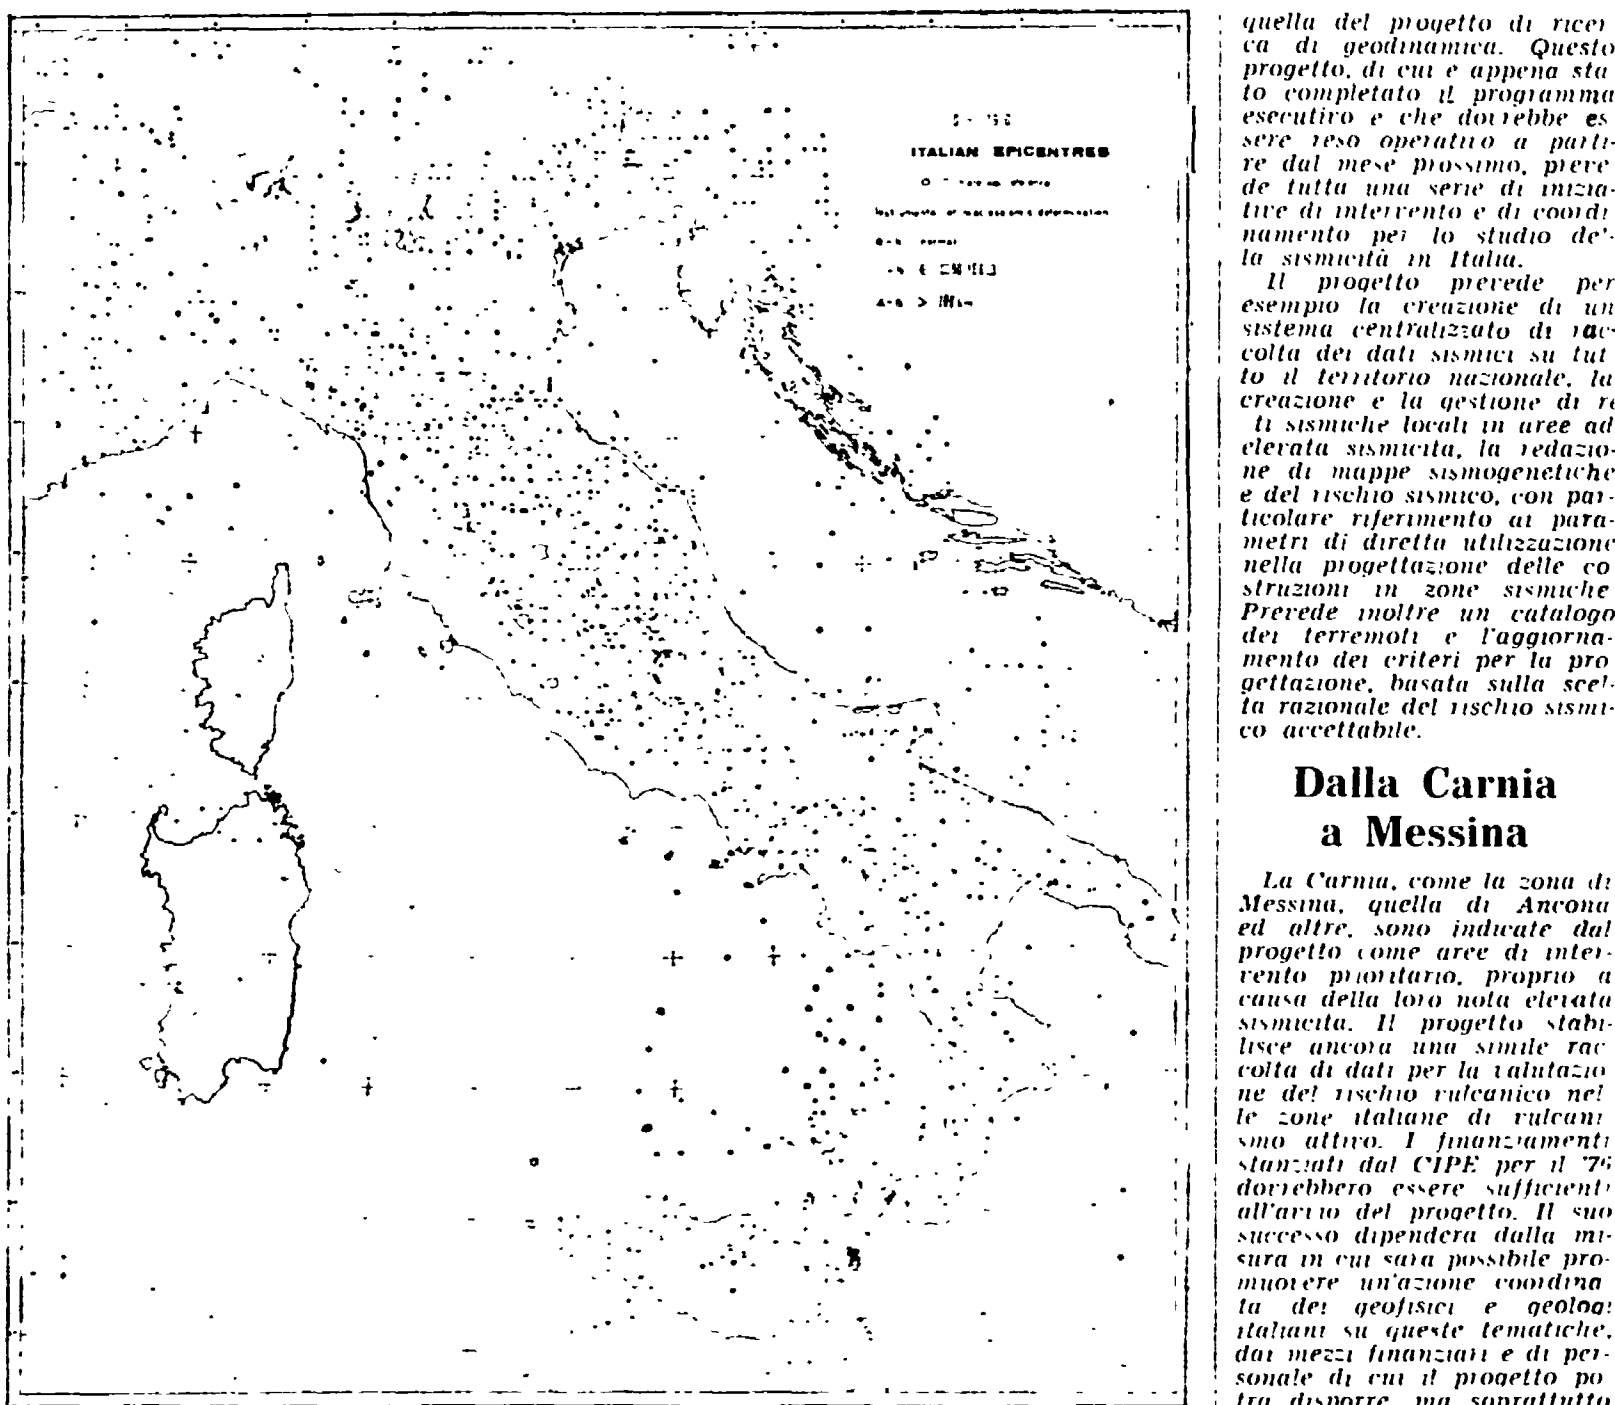 ITALIAN EPICENTRES
quella del progetto di ricer
ca di geodinamica. Questo
progetto, di cui e appena sta
to completato il programma
esecutivo e che dovrebbe es
sere reso operativo a parti-
re dal mese prossimo, preve
de tutta una serie di inizia-
tive di intervento e di coordi
namento per lo studio de'-
la sismicità in Italia.
Il progetto prevede per
esempio la creazione di un
sistema centralizzato di rac-
colta dei dati sismici su tut
to il territorio nazionale, la
creazione e la gestione di re
ti sismiche locali in aree ad
elevata sismicita, la redazio-
ne di mappe sismogenetiche
e del rischio sismico, con par-
ticolare riferimento ai para-
metri di diretta utilizzazione
nella progettazione delle co
struzioni in zone sismiche
Prevede inoltre un catalogo
dei terremoti e l'aggiorna-
mento dei criteri per la pro
gettazione, basata sulla scel-
ta razionale del rischio sismi-
co accettabile.
Dalla Carnia
a Messina
La Carnia, come la zona di
Messina, quella di Ancona
ed altre, sono indicate dal
progetto come aree di inter-
vento prioritario, proprio a
causa della loro nota elevata
sismicita. Il progetto stabi-
lisce ancora una simile rac
colta di dati per la valutazio
ne del rischio vulcanico nel
le zone italiane di vulcani
smo attivo. I finanziamenti
stanziati dal CIPE per il '76
dovrebbero essere sufficienti
all'avvio del progetto. Il suo
successo dipendera dalla mi-
sura in cui sara possibile pro-
muovere un'azione coordina
ta dei geofisici e geologi
italiani su queste tematiche,
dai mezzi finanziari e di per-
sonale di cui il progetto po
tra disporre, ma soprattutto